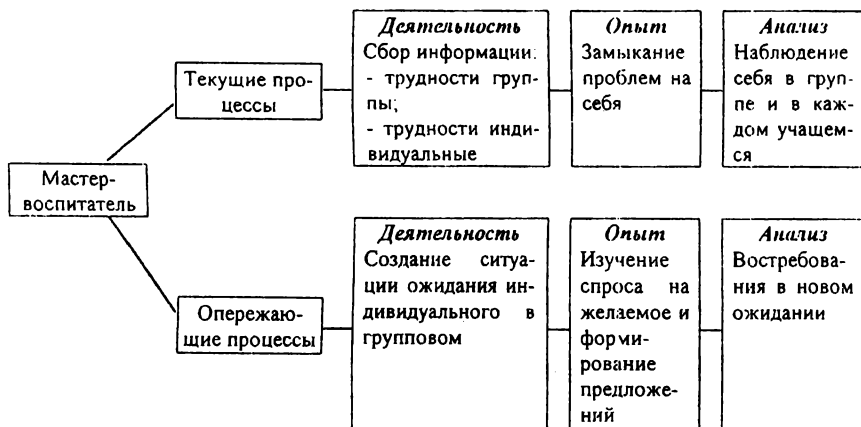 Мастер-
воспитатель
Текущие про-
цессы
Деятельность
Сбор информации:
- трудности груп-
пы;
- трудности инди-
видуальные
Опыт
Замыкание
проблем на
себя
Анализ
Наблюдение
себя в груп-
пе и в каж-
дом учащем-
ся
Опережаю-
щие процессы
Деятельность
Создание ситуа-
ции ожидания ин-
дивидуального в
групповом
Опыт
Изучение
спроса на
желаемое и
форми-
рование
предложе-
ний
Анализ
Востребова-
ния в новом
ожидании